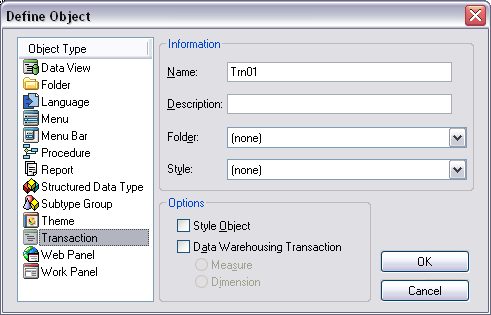 Define Object
Object Type
Data View
Folder
Language
Menu
Menu Bar
Procedure
Report
Structured Data Type
Subtype Group
Theme
Transaction
Web Panel
Work Panel
Information
Name: Trn01
Description:
Folder: (none)
Style: (none)
Options
Style Object
Data Warehousing Transaction
Measure
Dimension
OK
Cancel